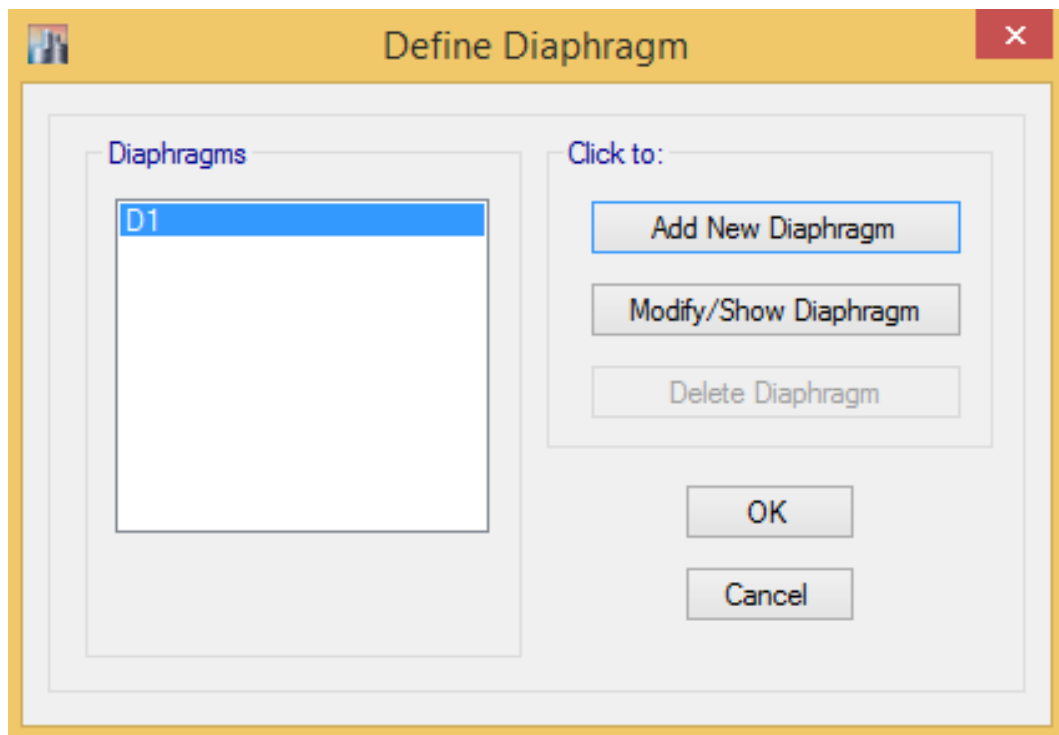 Define Diaphragm
Diaphragms
D1
Click to:
Add New Diaphragm
Modify/Show Diaphragm
Delete Diaphragm
OK
Cancel